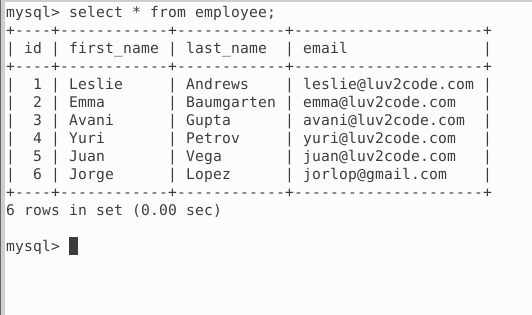 mysql> select * from employee;
+----+------------+------------+--------------------+
| id | first_name | last_name  | email              |
+----+------------+------------+--------------------+
|  1 | Leslie     | Andrews    | leslie@luv2code.com |
|  2 | Emma       | Baumgarten | emma@luv2code.com  |
|  3 | Avani      | Gupta      | avani@luv2code.com |
|  4 | Yuri       | Petrov     | yuri@luv2code.com  |
|  5 | Juan       | Vega       | juan@luv2code.com  |
|  6 | Jorge      | Lopez      | jorlop@gmail.com   |
+----+------------+------------+--------------------+
6 rows in set (0.00 sec)
mysql>